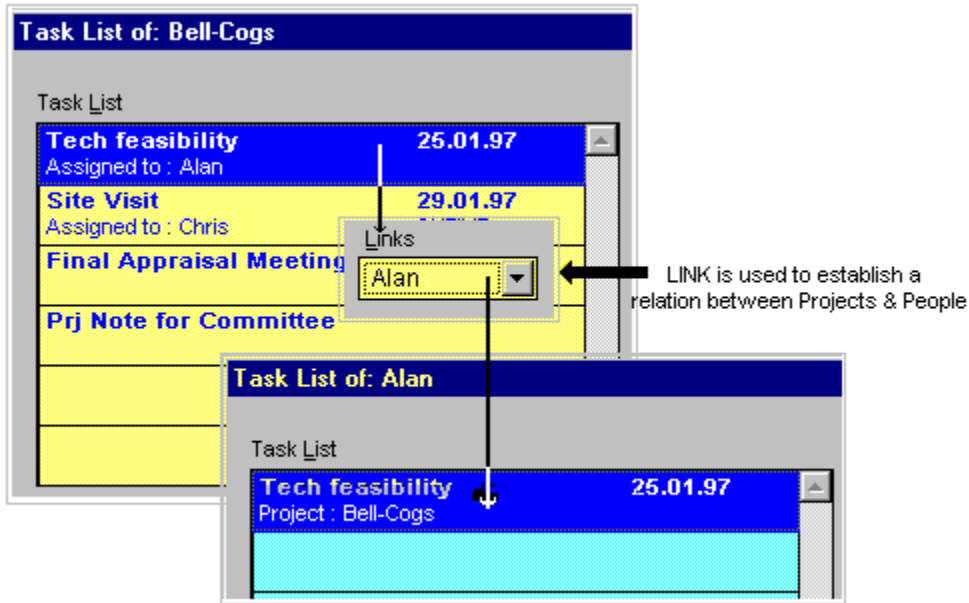 Task List of: Bell-Cogs
Task List
Tech feasibility 25.01.97
Assigned to : Alan
Site Visit 29.01.97
Assigned to : Chris
Links
Final Appraisal Meeting
Alan
LINK is used to establish a
relation between Projects & People
Prj Note for Committee
Task List of: Alan
Task List
Tech feasibility 25.01.97
Project : Bell-Cogs